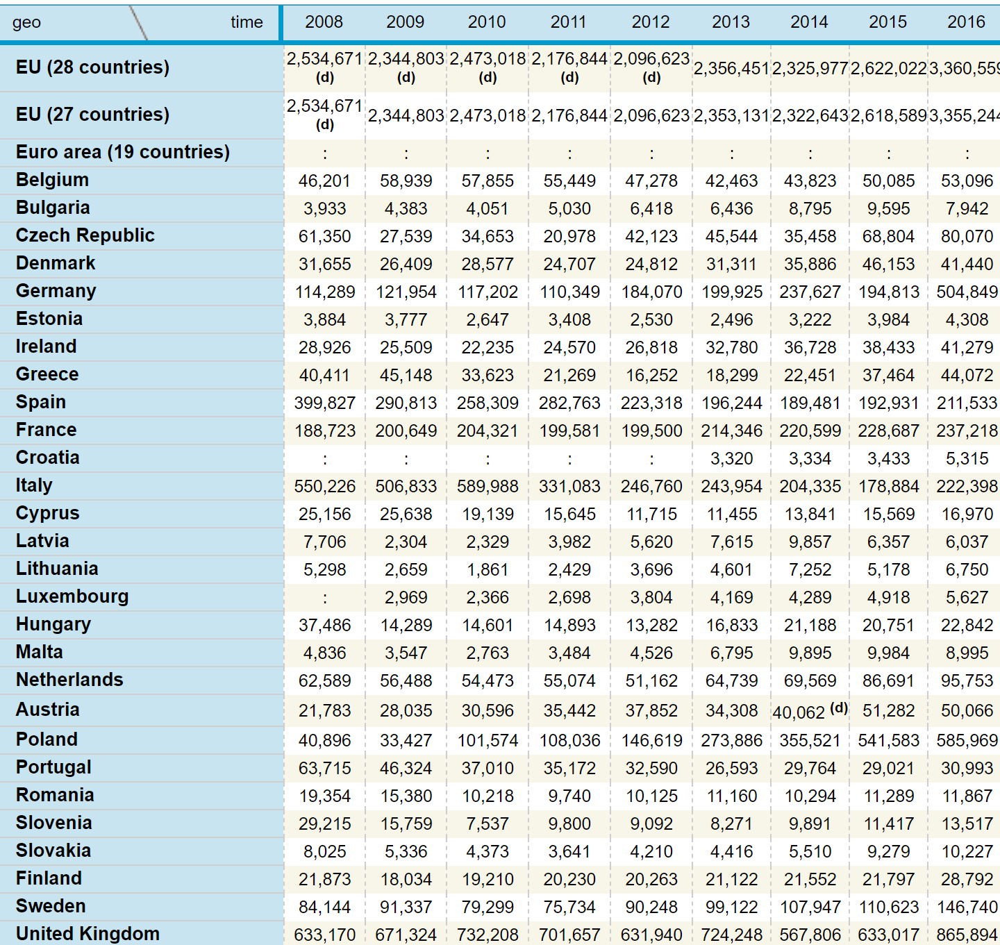 geo time 2008 2009 2010 2011 2012 2013 2014 2015 2016
EU (28 countries) 2,534,671 (d) 2,344,803 (d) 2,473,018 (d) 2,176,844 (d) 2,096,623 (d) 2,356,451 2,325,977 2,622,022 3,360,559
EU (27 countries) 2,534,671 (d) 2,344,803 2,473,018 2,176,844 2,096,623 2,353,131 2,322,643 2,618,589 3,355,244
Euro area (19 countries) : : : : : : : : :
Belgium 46,201 58,939 57,855 55,449 47,278 42,463 43,823 50,085 53,096
Bulgaria 3,933 4,383 4,051 5,030 6,418 6,436 8,795 9,595 7,942
Czech Republic 61,350 27,539 34,653 20,978 42,123 45,544 35,458 68,804 80,070
Denmark 31,655 26,409 28,577 24,707 24,812 31,311 35,886 46,153 41,440
Germany 114,289 121,954 117,202 110,349 184,070 199,925 237,627 194,813 504,849
Estonia 3,884 3,777 2,647 3,408 2,530 2,496 3,222 3,984 4,308
Ireland 28,926 25,509 22,235 24,570 26,818 32,780 36,728 38,433 41,279
Greece 40,411 45,148 33,623 21,269 16,252 18,299 22,451 37,464 44,072
Spain 399,827 290,813 258,309 282,763 223,318 196,244 189,481 192,931 211,533
France 188,723 200,649 204,321 199,581 199,500 214,346 220,599 228,687 237,218
Croatia : : : : : 3,320 3,334 3,433 5,315
Italy 550,226 506,833 589,988 331,083 246,760 243,954 204,335 178,884 222,398
Cyprus 25,156 25,638 19,139 15,645 11,715 11,455 13,841 15,569 16,970
Latvia 7,706 2,304 2,329 3,982 5,620 7,615 9,857 6,357 6,037
Lithuania 5,298 2,659 1,861 2,429 3,696 4,601 7,252 5,178 6,750
Luxembourg : 2,969 2,366 2,698 3,804 4,169 4,289 4,918 5,627
Hungary 37,486 14,289 14,601 14,893 13,282 16,833 21,188 20,751 22,842
Malta 4,836 3,547 2,763 3,484 4,526 6,795 9,895 9,984 8,995
Netherlands 62,589 56,488 54,473 55,074 51,162 64,739 69,569 86,691 95,753
Austria 21,783 28,035 30,596 35,442 37,852 34,308 40,062 (d) 51,282 50,066
Poland 40,896 33,427 101,574 108,036 146,619 273,886 355,521 541,583 585,969
Portugal 63,715 46,324 37,010 35,172 32,590 26,593 29,764 29,021 30,993
Romania 19,354 15,380 10,218 9,740 10,125 11,160 10,294 11,289 11,867
Slovenia 29,215 15,759 7,537 9,800 9,092 8,271 9,891 11,417 13,517
Slovakia 8,025 5,336 4,373 3,641 4,210 4,416 5,510 9,279 10,227
Finland 21,873 18,034 19,210 20,230 20,263 21,122 21,552 21,797 28,792
Sweden 84,144 91,337 79,299 75,734 90,248 99,122 107,947 110,623 146,740
United Kingdom 633,170 671,324 732,208 701,657 631,940 724,248 567,806 633,017 865,894